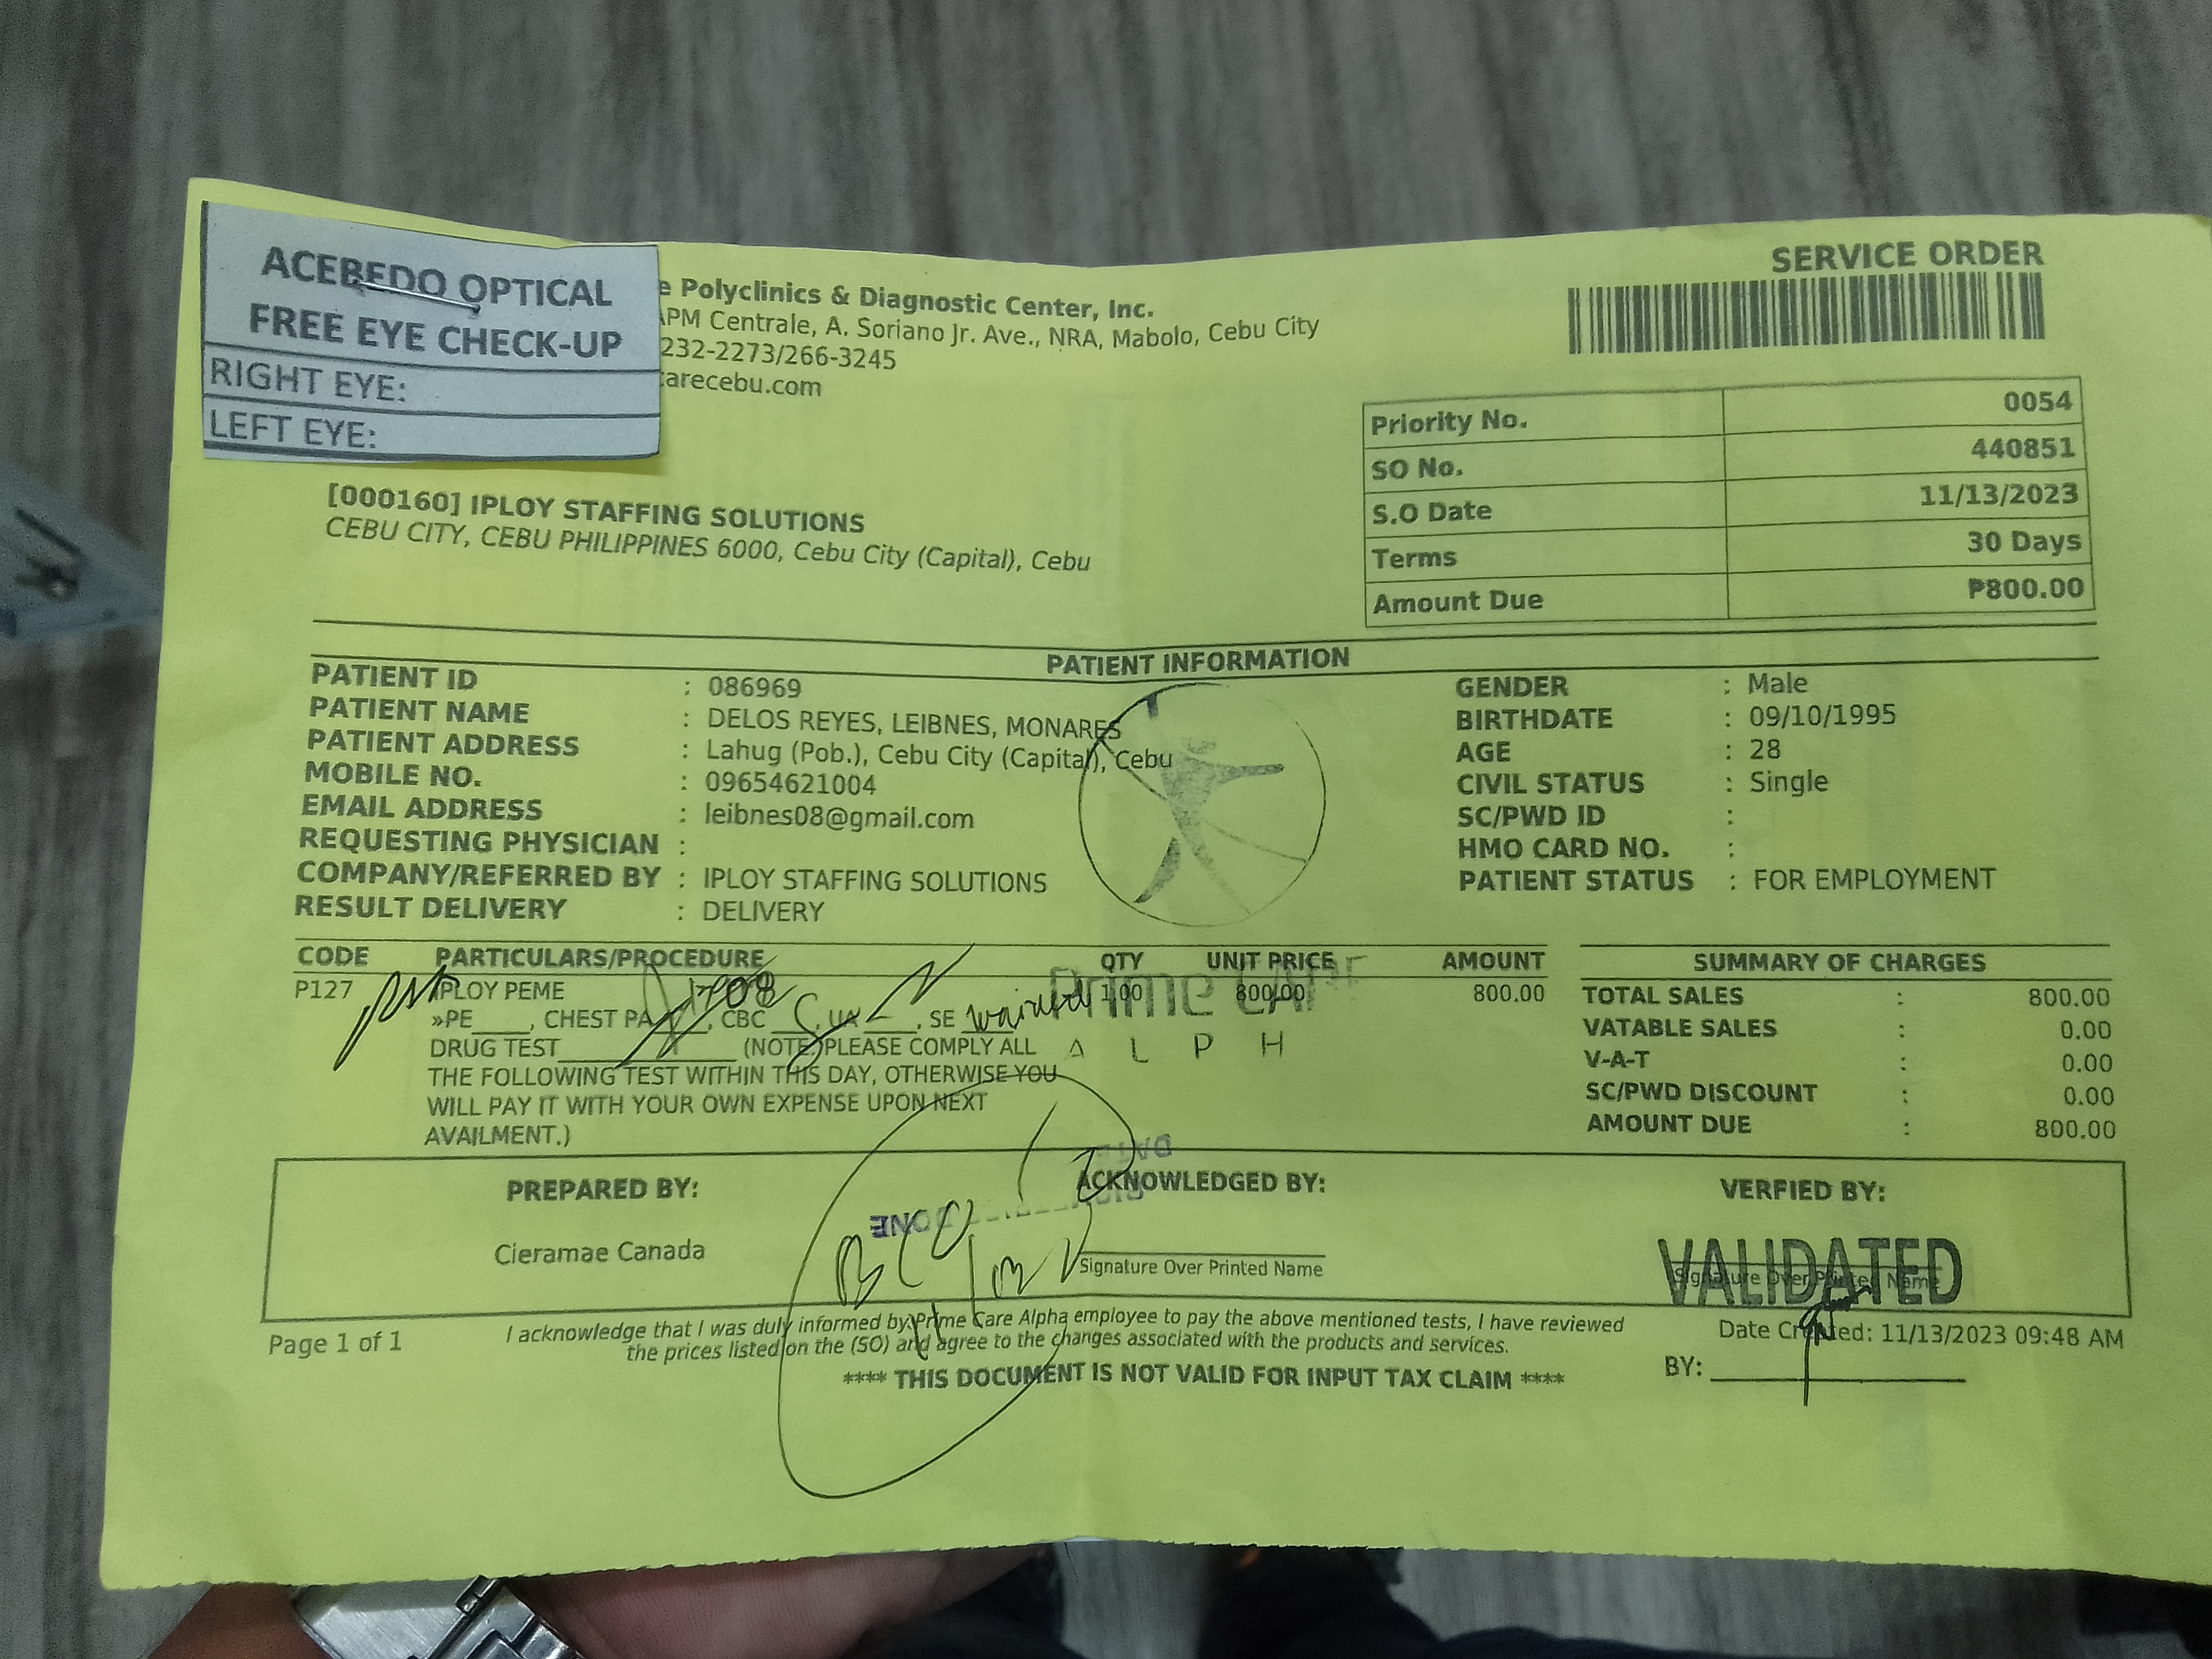 ACEBEDO OPTICAL
FREE EYE CHECK-UP
RIGHT EYE:
LEFT EYE:
e Polyclinics & Diagnostic Center, Inc.
APM Centrale, A. Soriano Jr. Ave., NRA, Mabolo, Cebu City
232-2273/266-3245
carecebu.com
SERVICE ORDER
Priority No. 0054
SO No. 440851
S.O Date 11/13/2023
Terms 30 Days
Amount Due ₱800.00
[000160] IPLOY STAFFING SOLUTIONS
CEBU CITY, CEBU PHILIPPINES 6000, Cebu City (Capital), Cebu
PATIENT INFORMATION
PATIENT ID : 086969
PATIENT NAME : DELOS REYES, LEIBNES, MONARES
PATIENT ADDRESS : Lahug (Pob.), Cebu City (Capital), Cebu
MOBILE NO. : 09654621004
EMAIL ADDRESS : leibnes08@gmail.com
REQUESTING PHYSICIAN :
COMPANY/REFERRED BY : IPLOY STAFFING SOLUTIONS
RESULT DELIVERY : DELIVERY
GENDER : Male
BIRTHDATE : 09/10/1995
AGE : 28
CIVIL STATUS : Single
SC/PWD ID :
HMO CARD NO. :
PATIENT STATUS : FOR EMPLOYMENT
CODE PARTICULARS/PROCEDURE QTY UNIT PRICE AMOUNT
P127 IPLOY PEME 1.00 800.00 800.00
»PE____, CHEST PA____, CBC____, UA____, SE waived
DRUG TEST______________ (NOTE:)PLEASE COMPLY ALL
THE FOLLOWING TEST WITHIN THIS DAY, OTHERWISE YOU
WILL PAY IT WITH YOUR OWN EXPENSE UPON NEXT
AVAILMENT.)
Prime CARE
A L P H
SUMMARY OF CHARGES
TOTAL SALES : 800.00
VATABLE SALES : 0.00
V-A-T : 0.00
SC/PWD DISCOUNT : 0.00
AMOUNT DUE : 800.00
PREPARED BY:
Cieramae Canada
DATE
DONE
ACKNOWLEDGED BY:
Signature Over Printed Name
VERFIED BY:
VALIDATED
Signature Over Printed Name
Page 1 of 1
I acknowledge that I was duly informed by Prime Care Alpha employee to pay the above mentioned tests, I have reviewed
the prices listed on the (SO) and agree to the changes associated with the products and services.
**** THIS DOCUMENT IS NOT VALID FOR INPUT TAX CLAIM ****
Date Created: 11/13/2023 09:48 AM
BY: